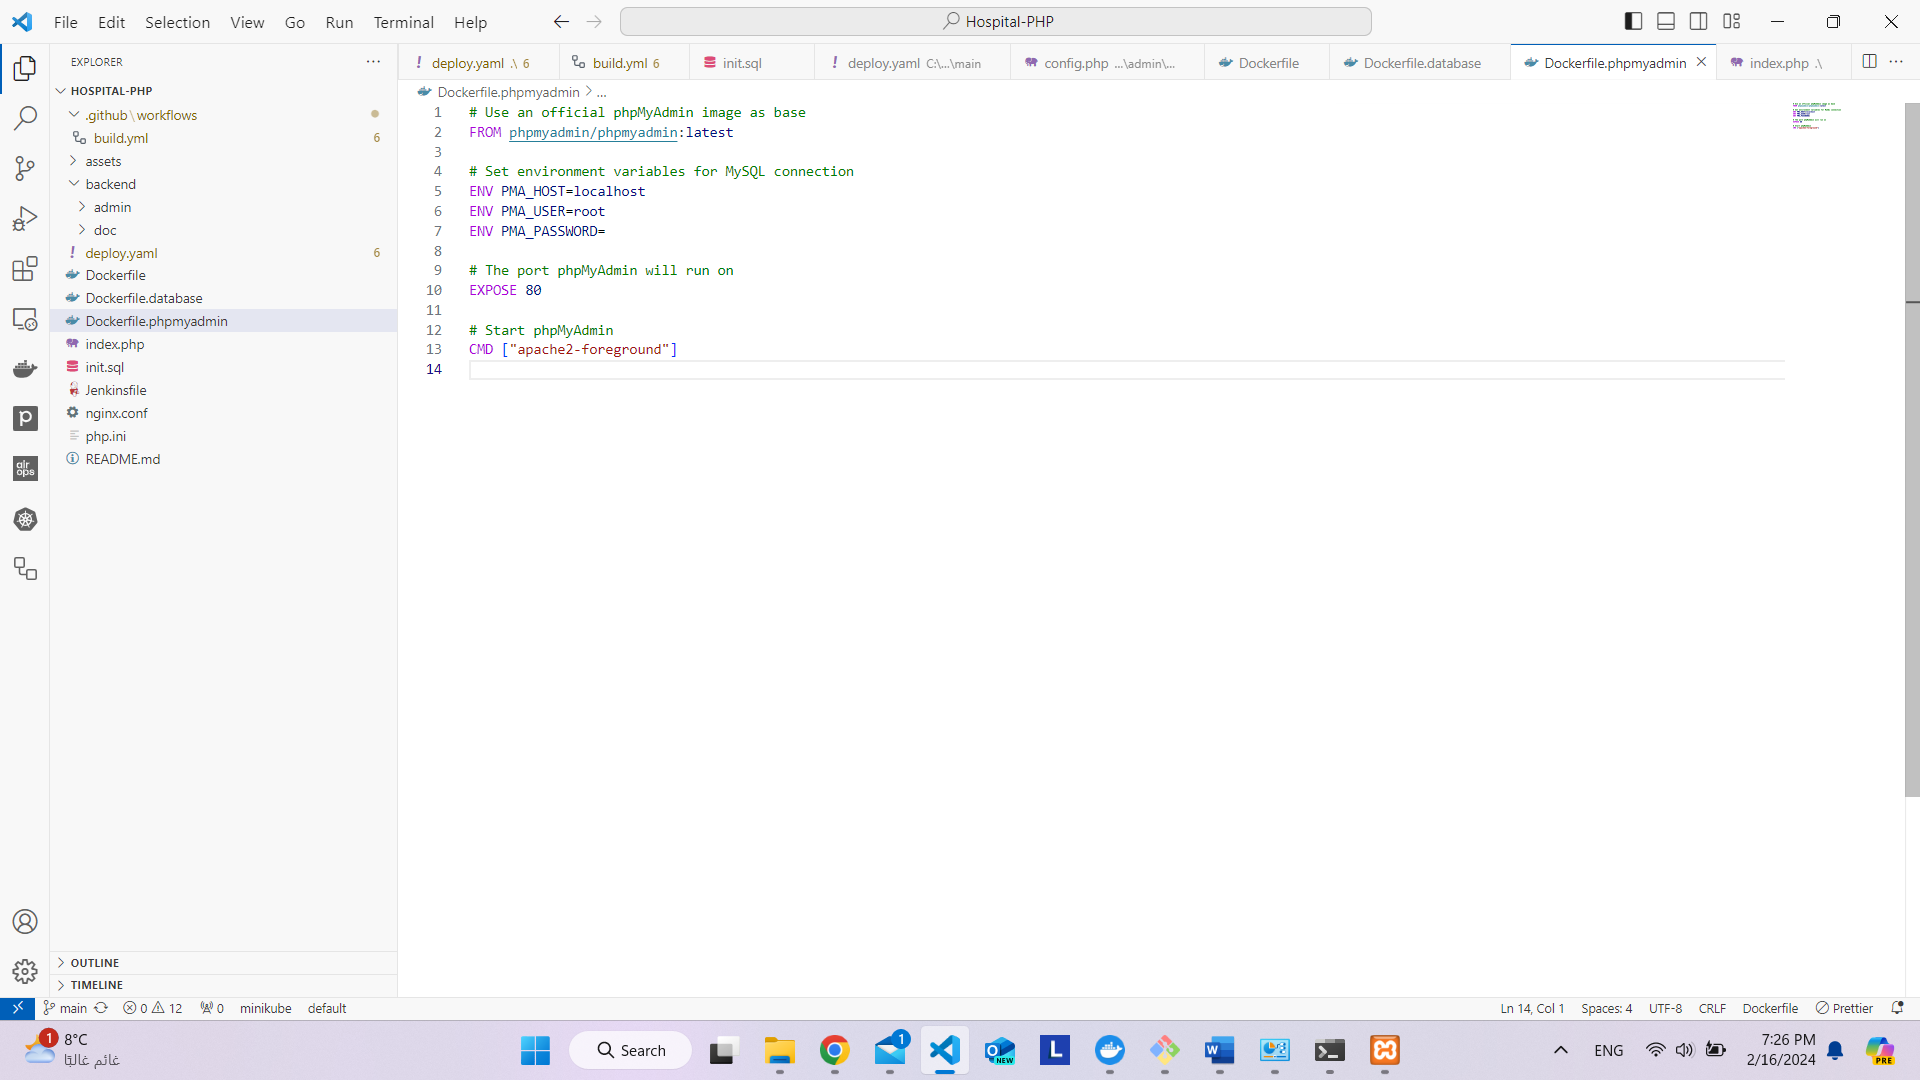 File Edit Selection View Go Run Terminal Help
Hospital-PHP
EXPLORER
HOSPITAL-PHP
.github\workflows
build.yml 6
assets
backend
admin
doc
deploy.yaml 6
Dockerfile
Dockerfile.database
Dockerfile.phpmyadmin
index.php
init.sql
Jenkinsfile
nginx.conf
php.ini
README.md
OUTLINE
TIMELINE
deploy.yaml .\ 6
build.yml 6
init.sql
deploy.yaml C:\...\main
config.php ...\admin\...
Dockerfile
Dockerfile.database
Dockerfile.phpmyadmin
index.php .\
Dockerfile.phpmyadmin > ...
1 # Use an official phpMyAdmin image as base
2 FROM phpmyadmin/phpmyadmin:latest
3
4 # Set environment variables for MySQL connection
5 ENV PMA_HOST=localhost
6 ENV PMA_USER=root
7 ENV PMA_PASSWORD=
8
9 # The port phpMyAdmin will run on
10 EXPOSE 80
11
12 # Start phpMyAdmin
13 CMD ["apache2-foreground"]
14
main 0 12 0 minikube default
Ln 14, Col 1 Spaces: 4 UTF-8 CRLF Dockerfile Prettier
1
8°C
غائم غالبًا
Search
1
NEW
L
ENG
7:26 PM
2/16/2024
PRE